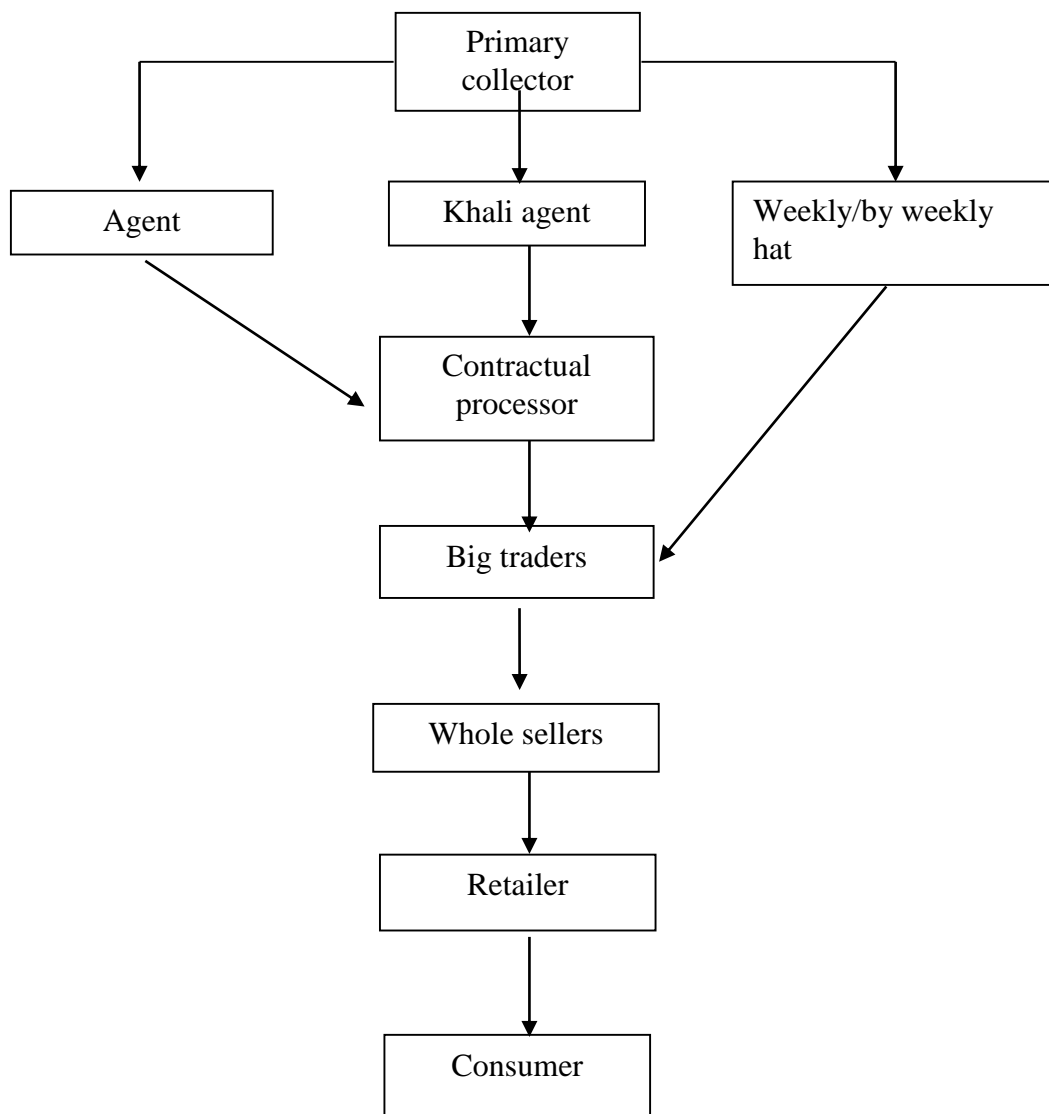 Primary
collector
Agent
Khali agent
Weekly/by weekly
hat
Contractual
processor
Big traders
Whole sellers
Retailer
Consumer